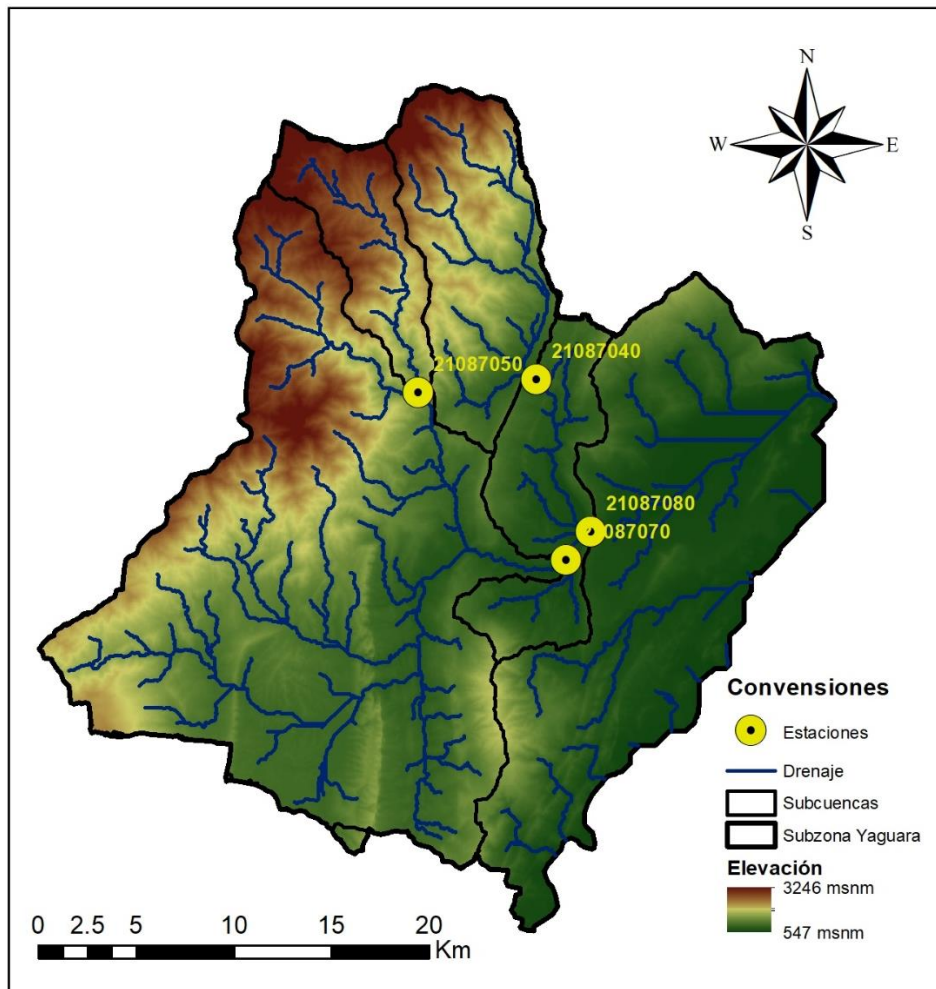 N
W E
S
21087040
21087050
21087080
087070
Convensiones
Estaciones
Drenaje
Subcuencas
Subzona Yaguara
Elevación
3246 msnm
547 msnm
0 2.5 5 10 15 20
Km